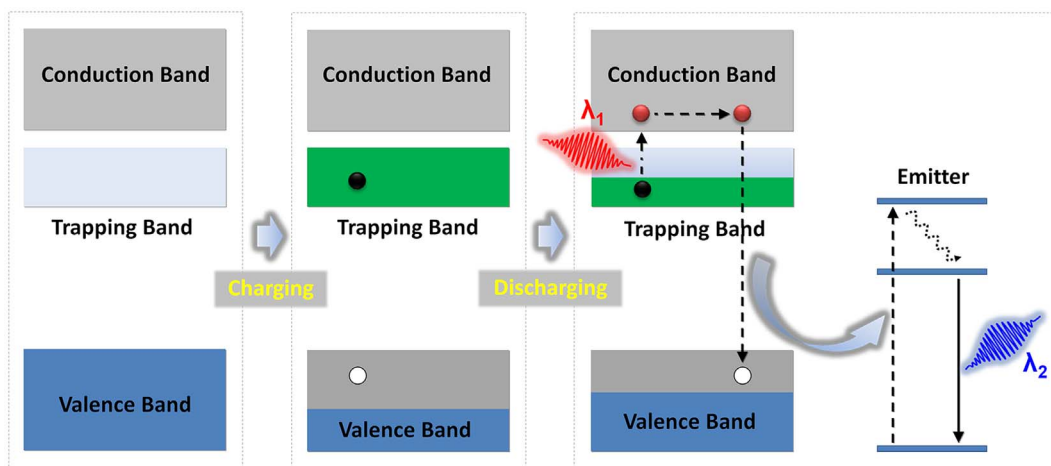 Conduction Band
Trapping Band
Valence Band
Charging
Conduction Band
Trapping Band
Valence Band
Discharging
Conduction Band
λ1
Trapping Band
Valence Band
Emitter
λ2